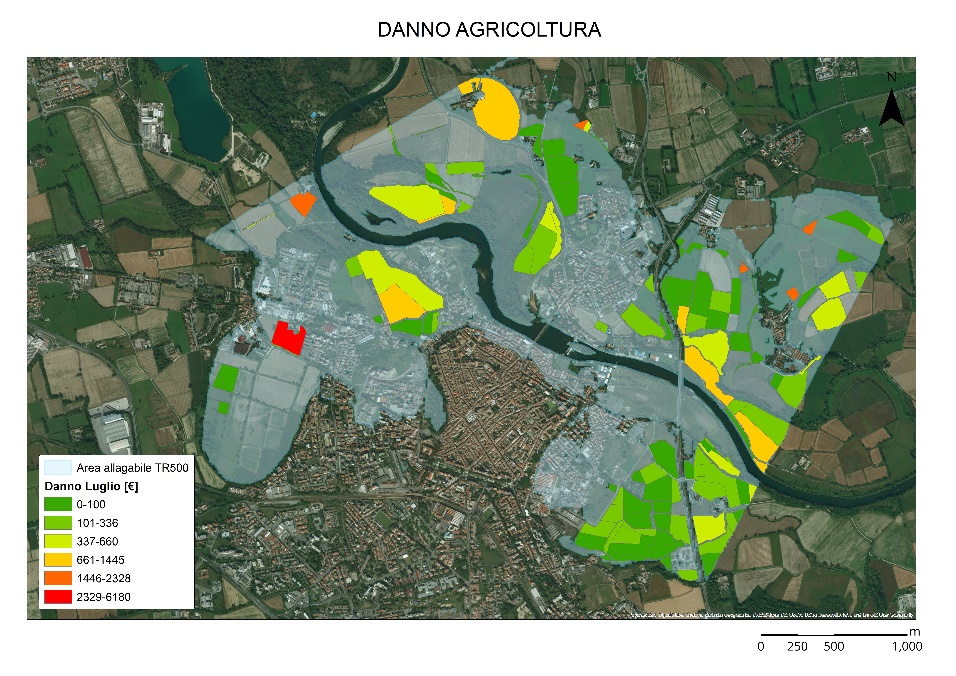 DANNO AGRICOLTURA
N
Area allagabile TR500
Danno Luglio [€]
0-100
101-336
337-660
661-1445
1446-2328
2329-6180
m
0 250 500 1,000